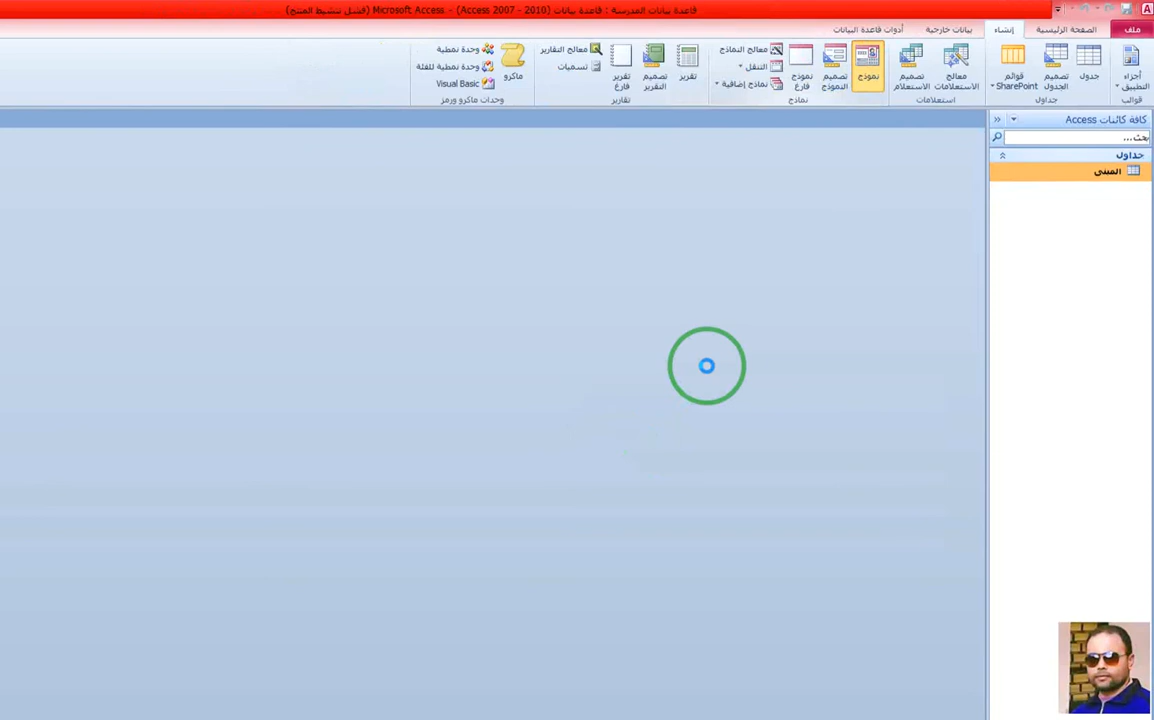 قاعدة بيانات المدرسة : قاعدة بيانات (Access 2007 - 2010) - Microsoft Access (فشل تنشيط المنتج)
ملف
الصفحة الرئيسية
إنشاء
بيانات خارجية
أدوات قاعدة البيانات
أجزاء التطبيق
قوالب
جدول
تصميم الجدول
قوائم SharePoint
جداول
معالج الاستعلامات
تصميم الاستعلام
استعلامات
نموذج
تصميم النموذج
نموذج فارغ
معالج النماذج
التنقل
نماذج إضافية
نماذج
تقرير
تصميم التقرير
تقرير فارغ
معالج التقارير
تسميات
تقارير
ماكرو
وحدة نمطية
وحدة نمطية للفئة
Visual Basic
وحدات ماكرو ورمز
كافة كائنات Access
بحث...
جداول
المبنى